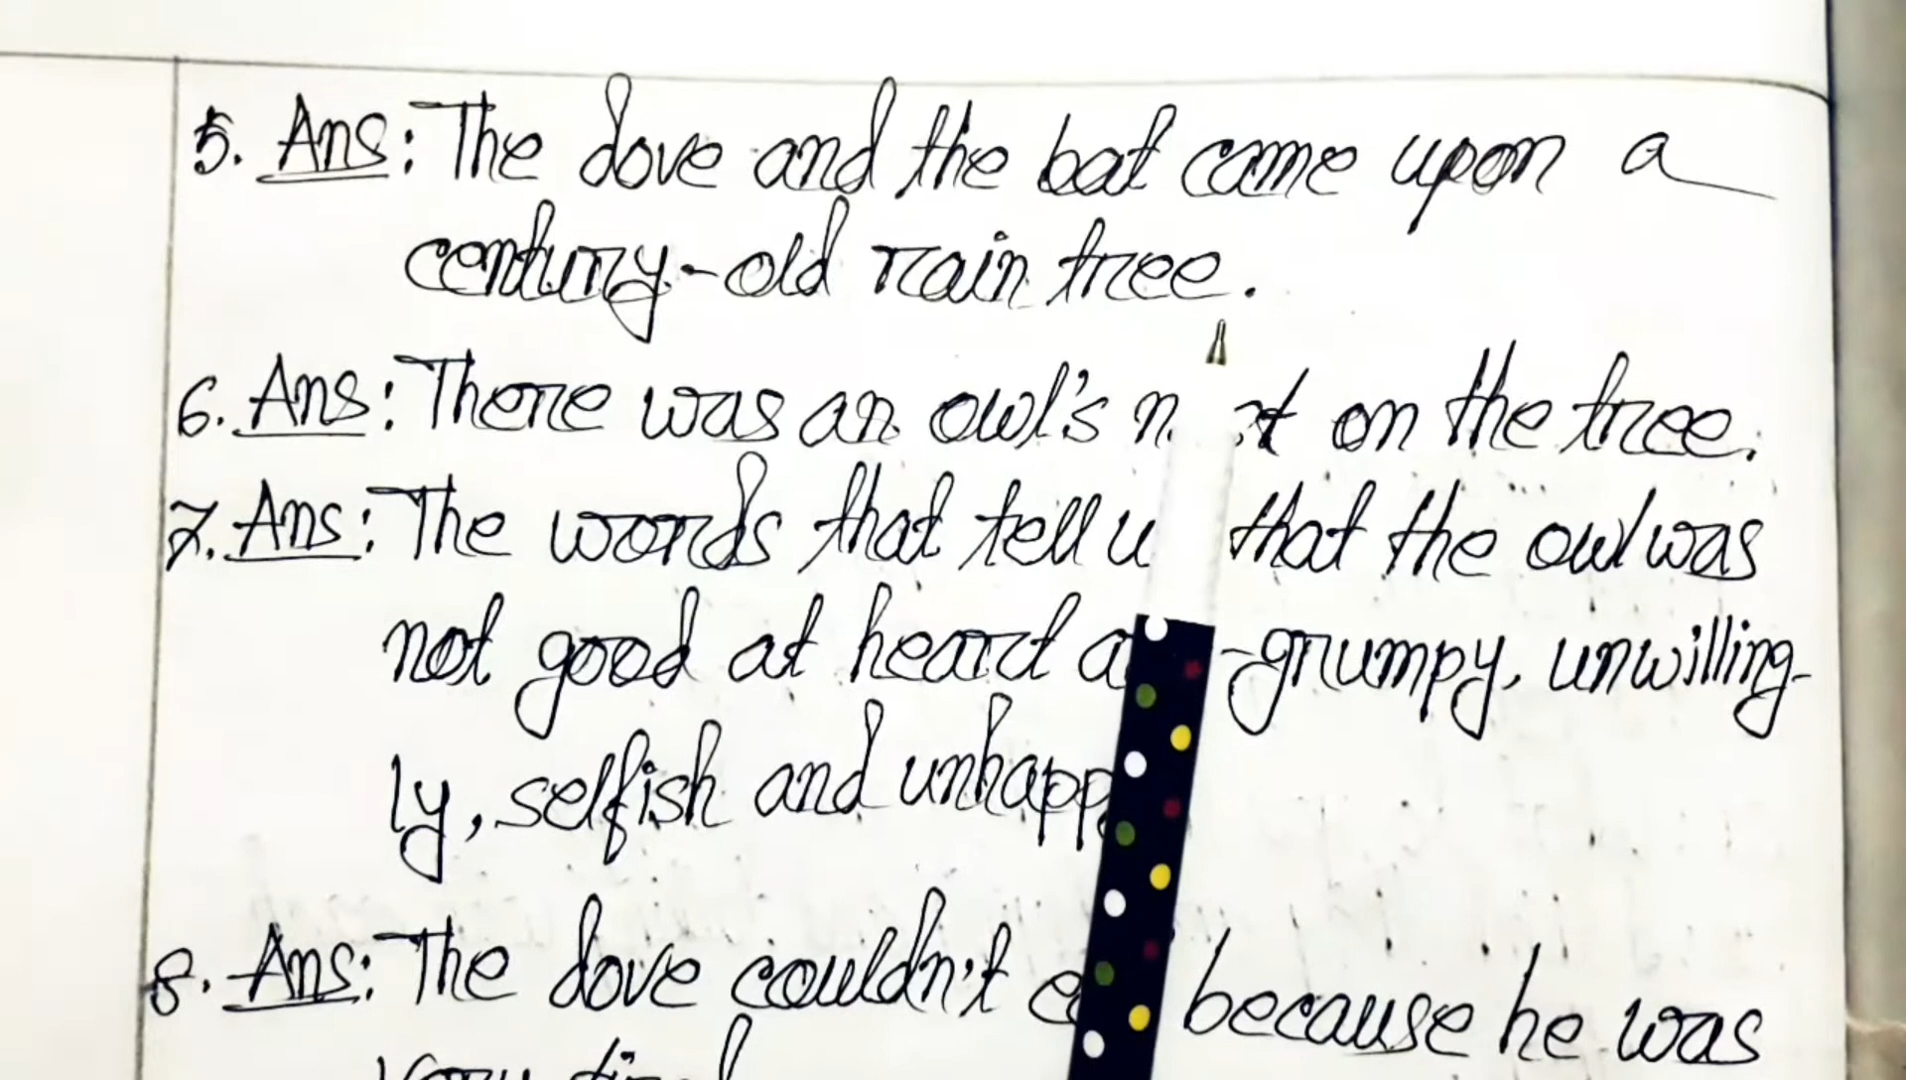 5. Ans: The dove and the bat came upon a
century-old rain tree.
6. Ans: There was an owl's on the tree.
7. Ans: The words that tell that the owl was
not good at heart -grumpy, unwilling-
ly, selfish and
8. Ans: The dove couldn't because he was
very tired